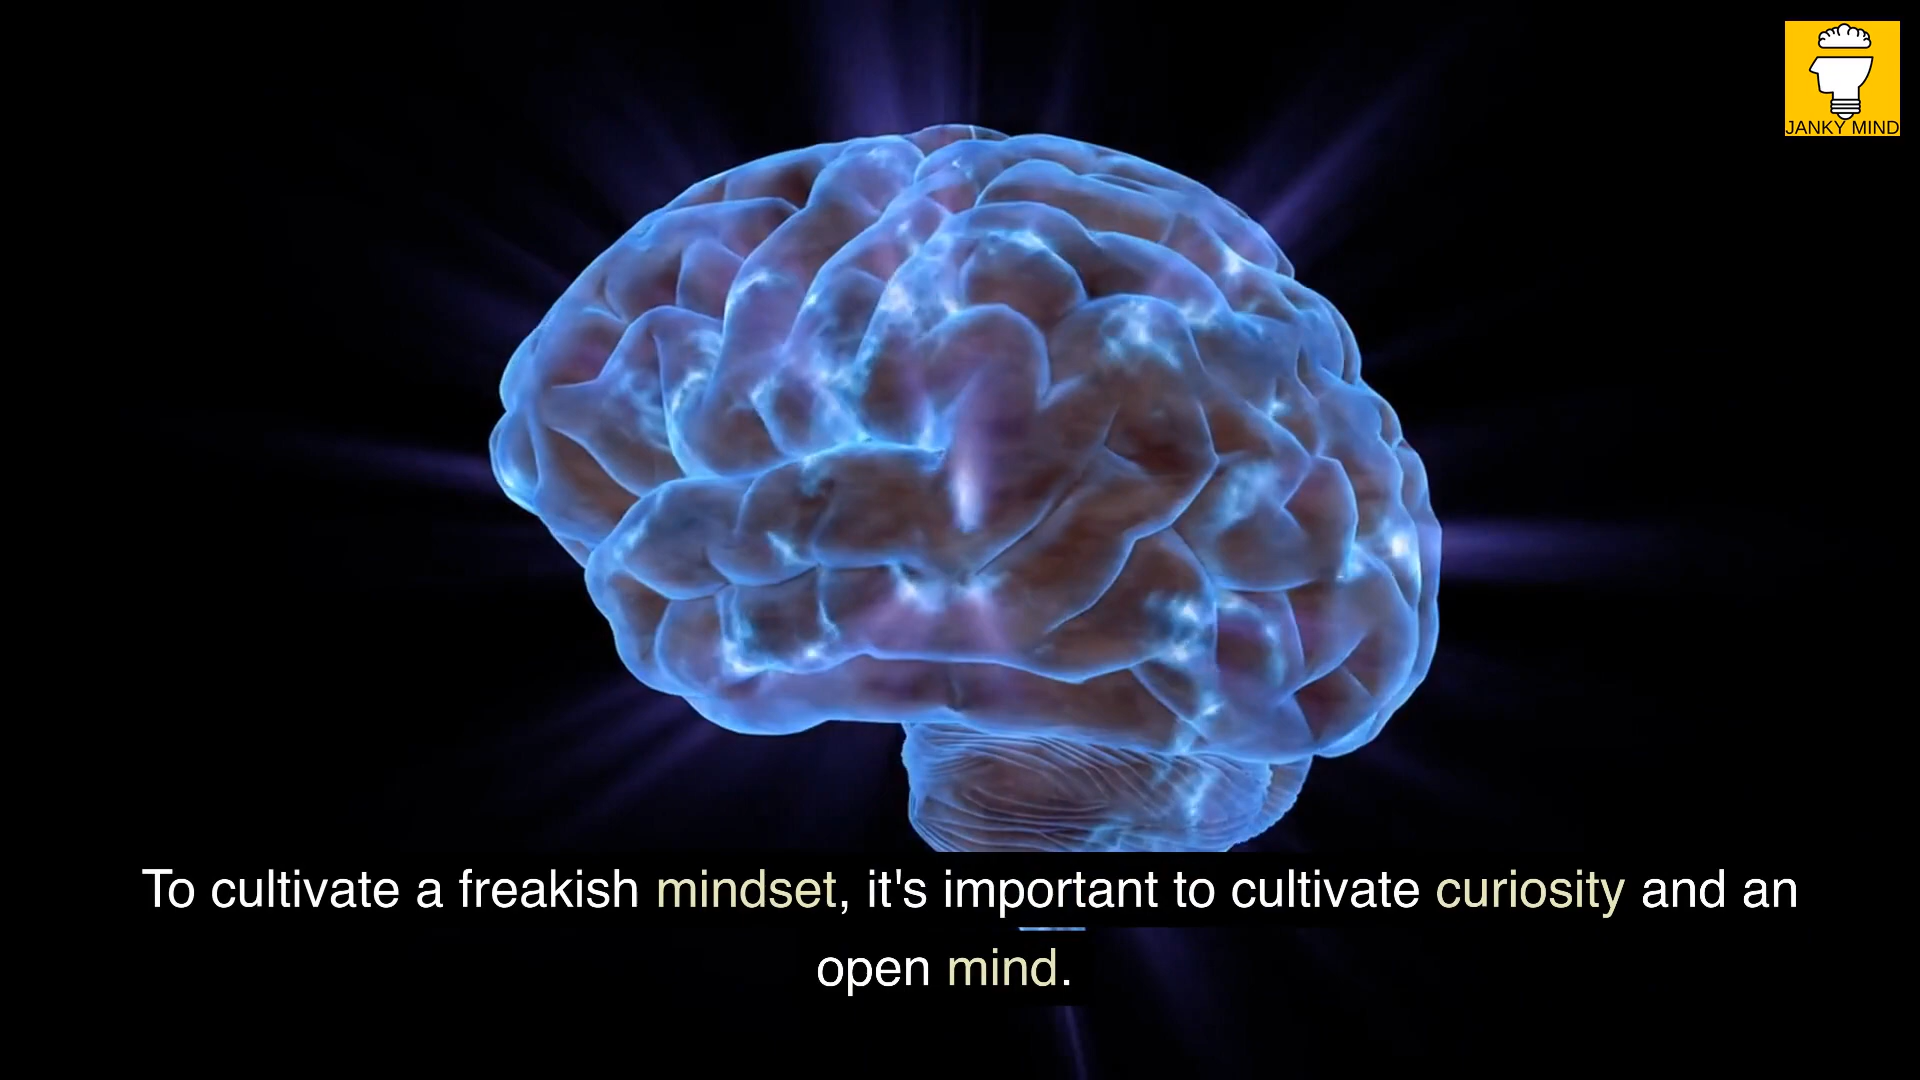 JANKY MIND
To cultivate a freakish mindset, it's important to cultivate curiosity and an
open mind.